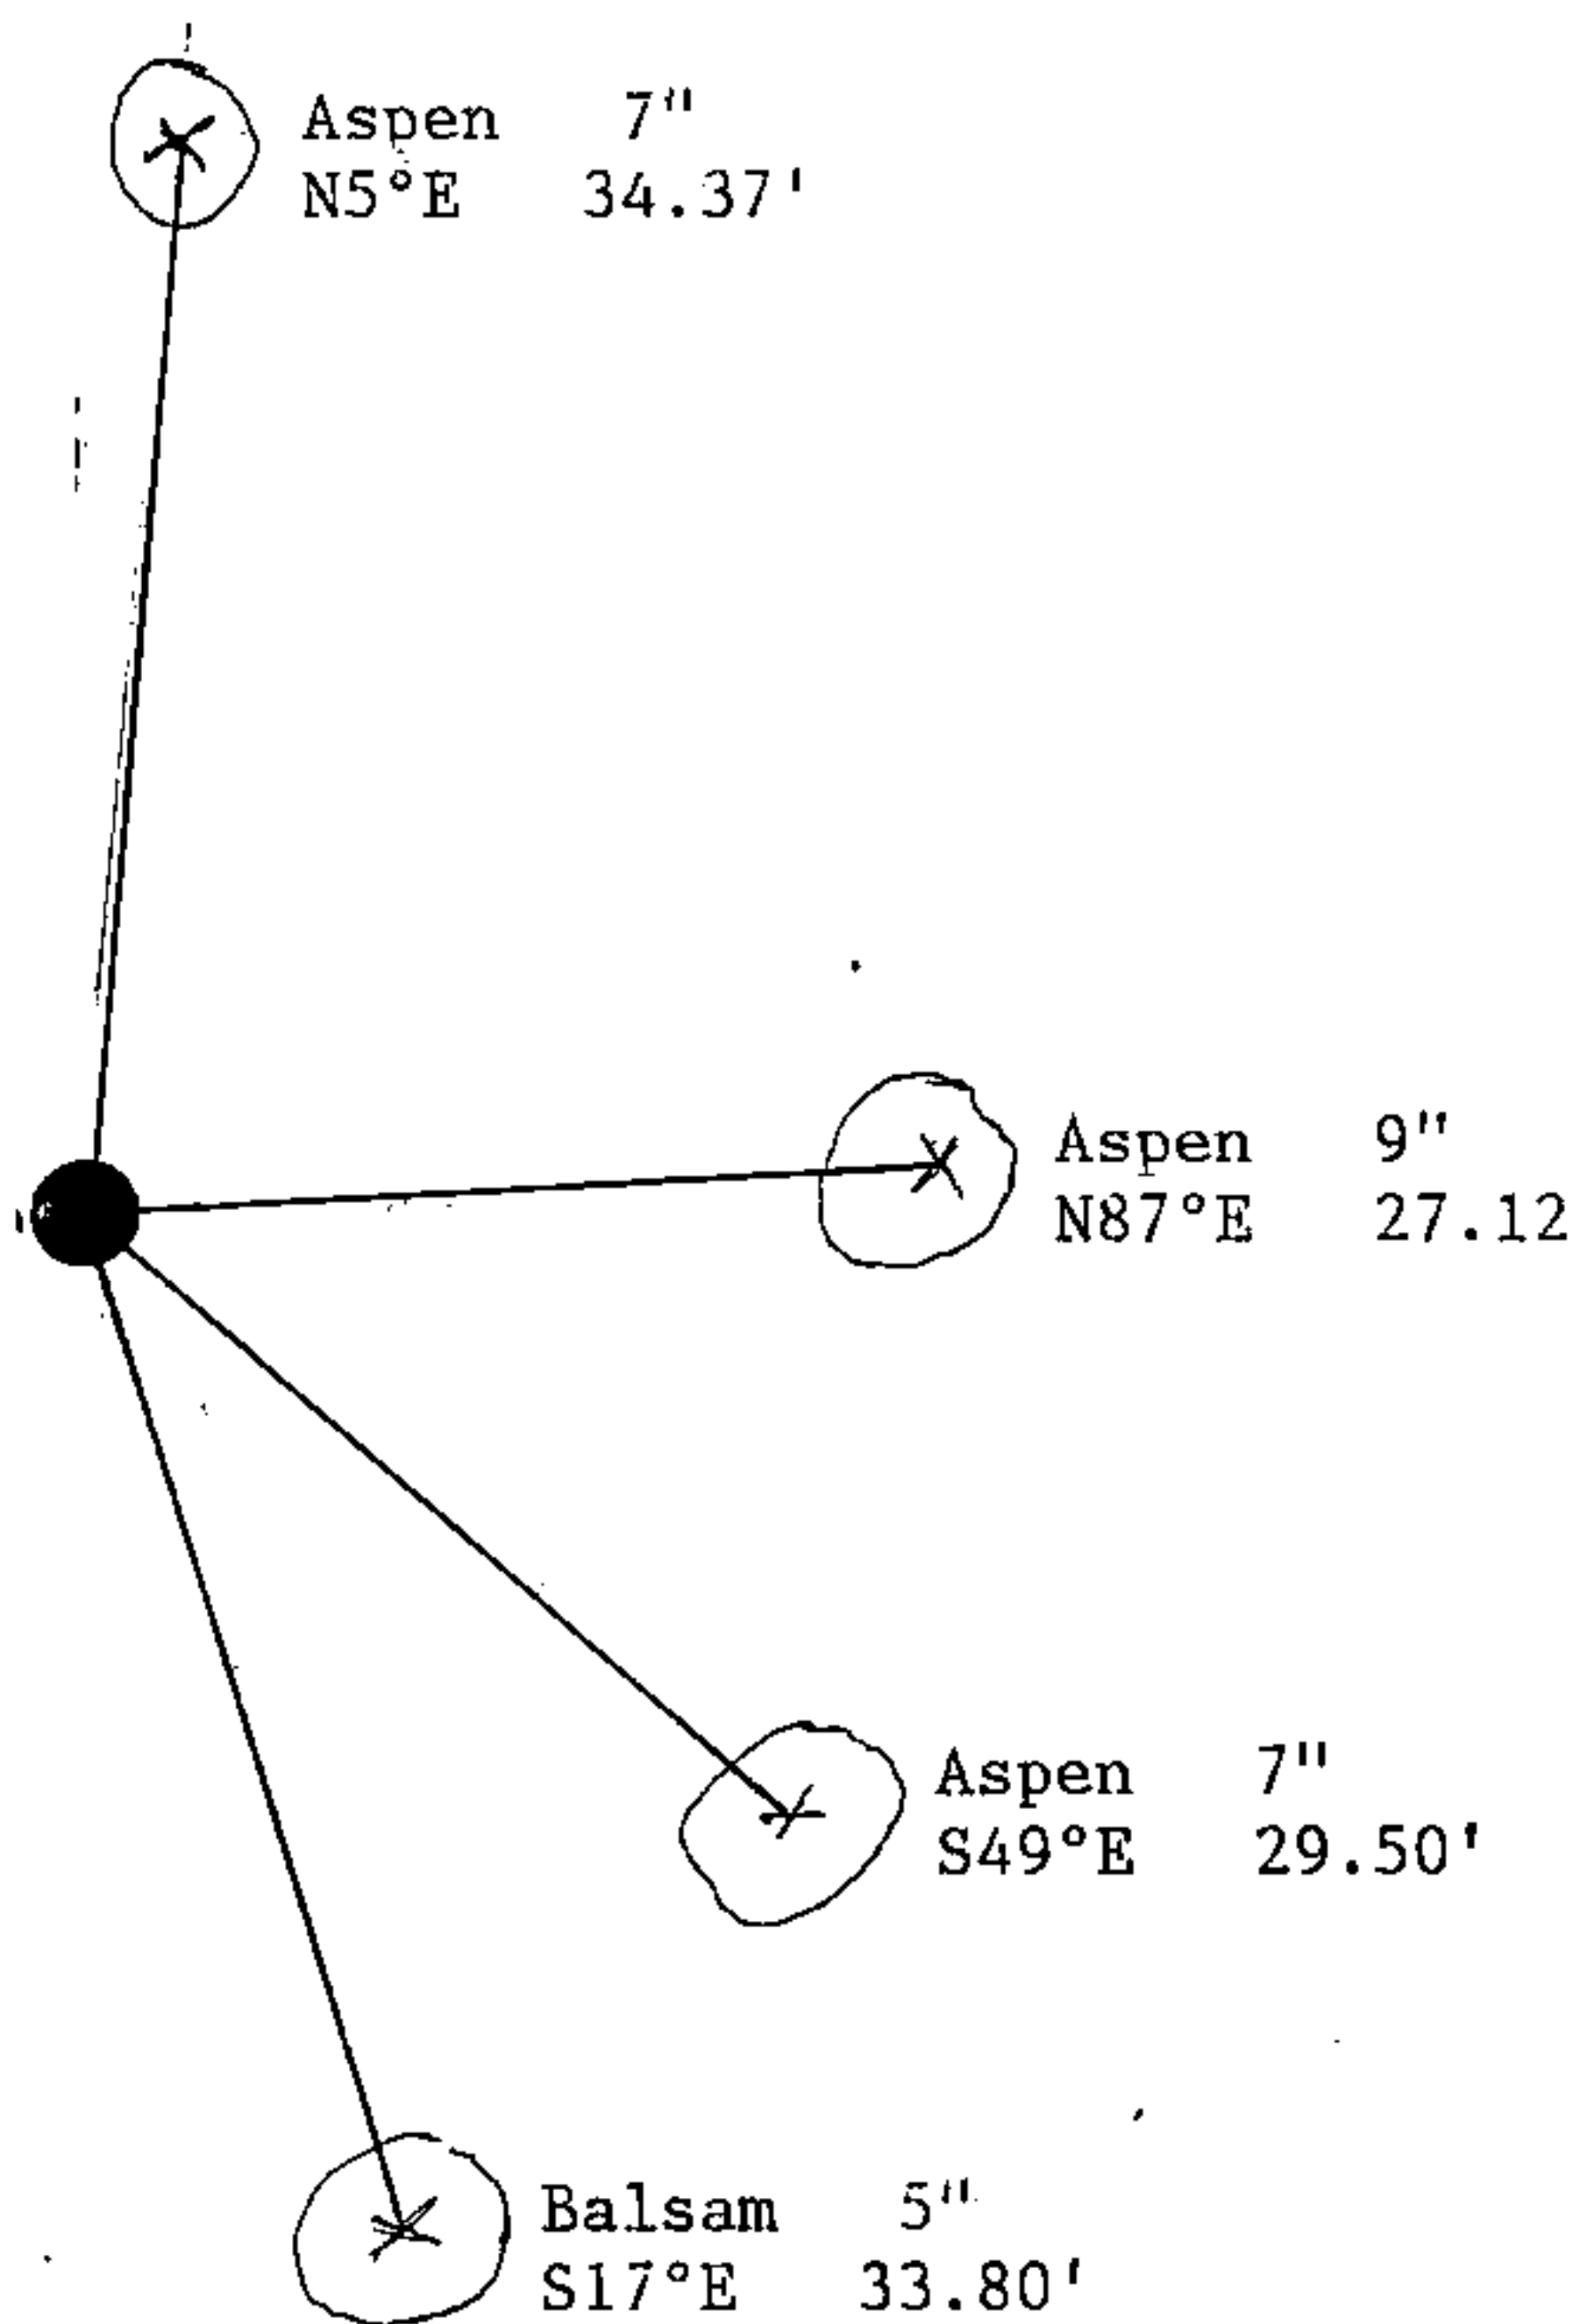 Aspen 7"
N5°E 34.37'
Aspen 9"
N87°E 27.12
Aspen 7"
S49°E 29.50'
Balsam 5"
S17°E 33.80'